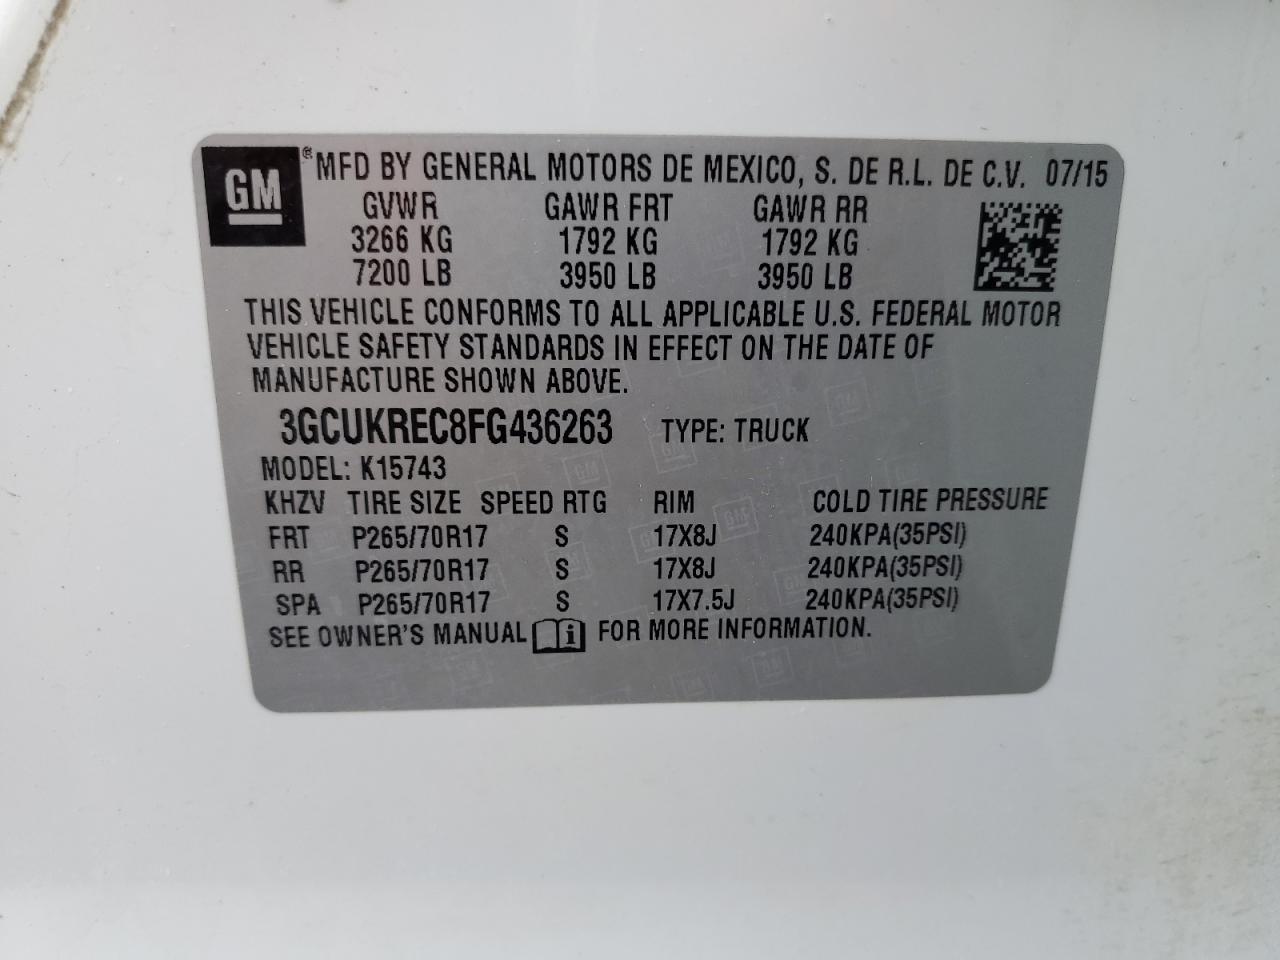 GM
® MFD BY GENERAL MOTORS DE MEXICO, S. DE R.L. DE C.V. 07/15
GVWR GAWR FRT GAWR RR
3266 KG 1792 KG 1792 KG
7200 LB 3950 LB 3950 LB
THIS VEHICLE CONFORMS TO ALL APPLICABLE U.S. FEDERAL MOTOR
VEHICLE SAFETY STANDARDS IN EFFECT ON THE DATE OF
MANUFACTURE SHOWN ABOVE.
3GCUKREC8FG436263 TYPE: TRUCK
MODEL: K15743
KHZV TIRE SIZE SPEED RTG RIM COLD TIRE PRESSURE
FRT P265/70R17 S 17X8J 240KPA(35PSI)
RR P265/70R17 S 17X8J 240KPA(35PSI)
SPA P265/70R17 S 17X7.5J 240KPA(35PSI)
SEE OWNER'S MANUAL i FOR MORE INFORMATION.